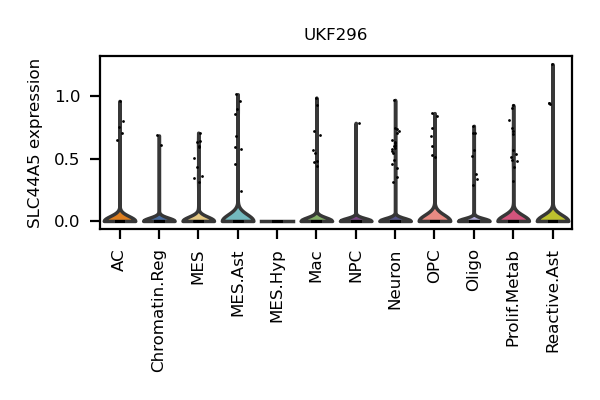 UKF296
SLC44A5 expression
1.0
0.5
0.0
AC
Chromatin.Reg
MES
MES.Ast
MES.Hyp
Mac
NPC
Neuron
OPC
Oligo
Prolif.Metab
Reactive.Ast